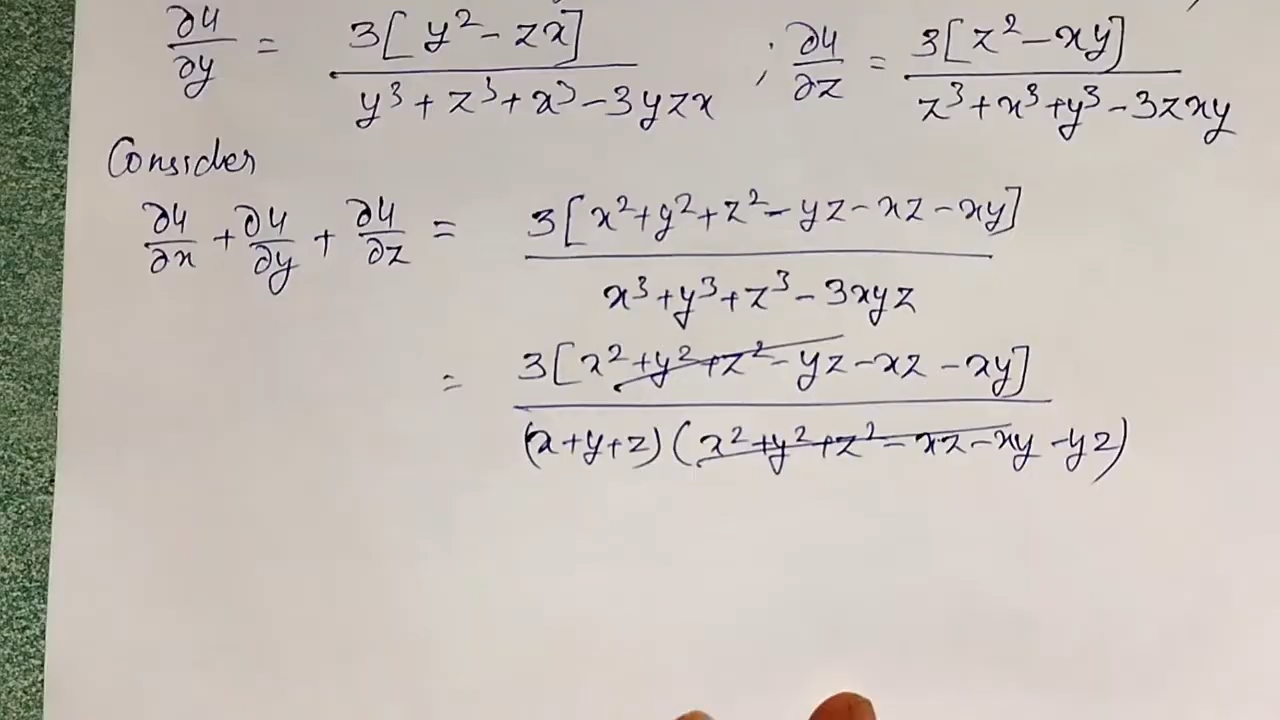 ∂u/∂y = 3[y² - zx] / y³ + z³ + x³ - 3yzx ; ∂u/∂z = 3[z² - xy] / z³ + x³ + y³ - 3zxy
Consider
∂u/∂x + ∂u/∂y + ∂u/∂z = 3[x² + y² + z² - yz - xz - xy] / x³ + y³ + z³ - 3xyz
= 3[x² + y² + z² - yz - xz - xy] / (x + y + z)(x² + y² + z² - xz - xy - yz)